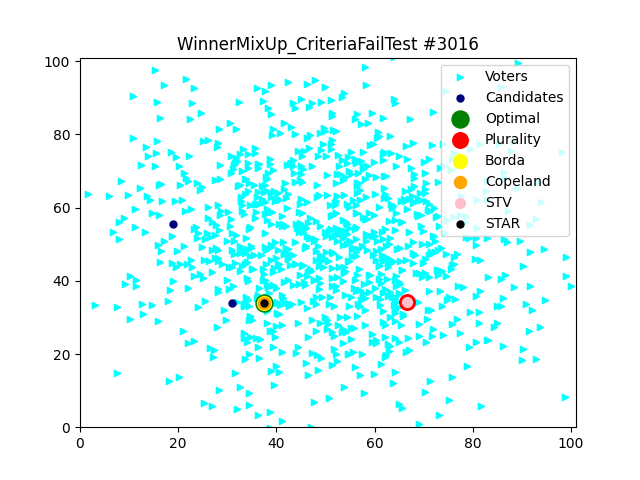 WinnerMixUp_CriteriaFailTest #3016
100
80
60
40
20
0
0 20 40 60 80 100
Voters
Candidates
Optimal
Plurality
Borda
Copeland
STV
STAR